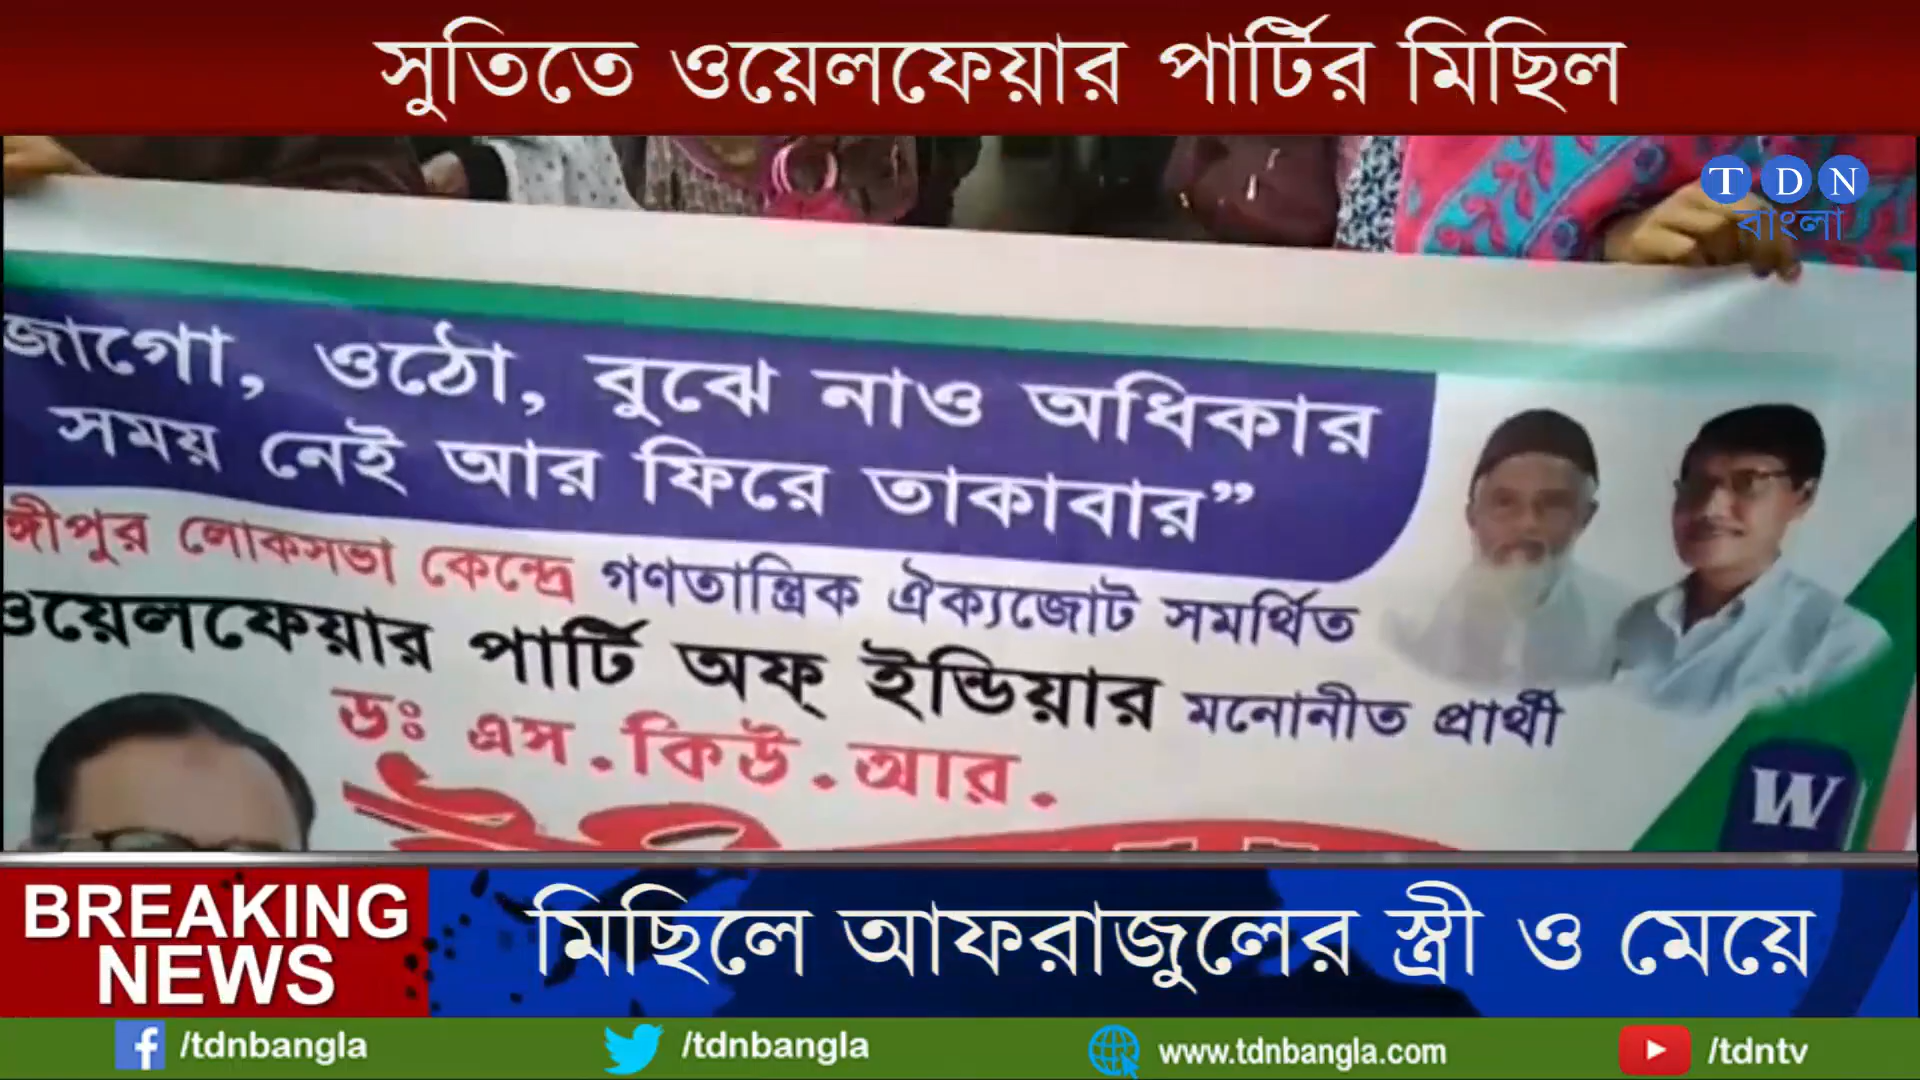 সুতিতে ওয়েলফেয়ার পার্টির মিছিল
T D N
বাংলা
জাগো, ওঠো, বুঝে নাও অধিকার
সময় নেই আর ফিরে তাকাবার”
ঙ্গীপুর লোকসভা কেন্দ্রে গণতান্ত্রিক ঐক্যজোট সমর্থিত
ওয়েলফেয়ার পার্টি অফ্ ইন্ডিয়ার মনোনীত প্রার্থী
ডঃ এস.কিউ.আর.
W
BREAKING NEWS
মিছিলে আফরাজুলের স্ত্রী ও মেয়ে
/tdnbangla /tdnbangla www.tdnbangla.com /tdntv